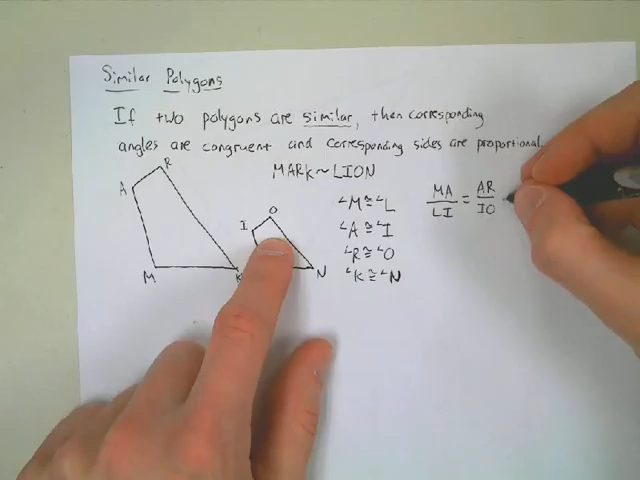 Similar Polygons
If two polygons are similar, then corresponding
angles are congruent and corresponding sides are proportional.
MARK ~ LION
A
R
M
K
I
O
N
∠M ≅ ∠L
∠A ≅ ∠I
∠R ≅ ∠O
∠K ≅ ∠N
MA/LI = AR/IO